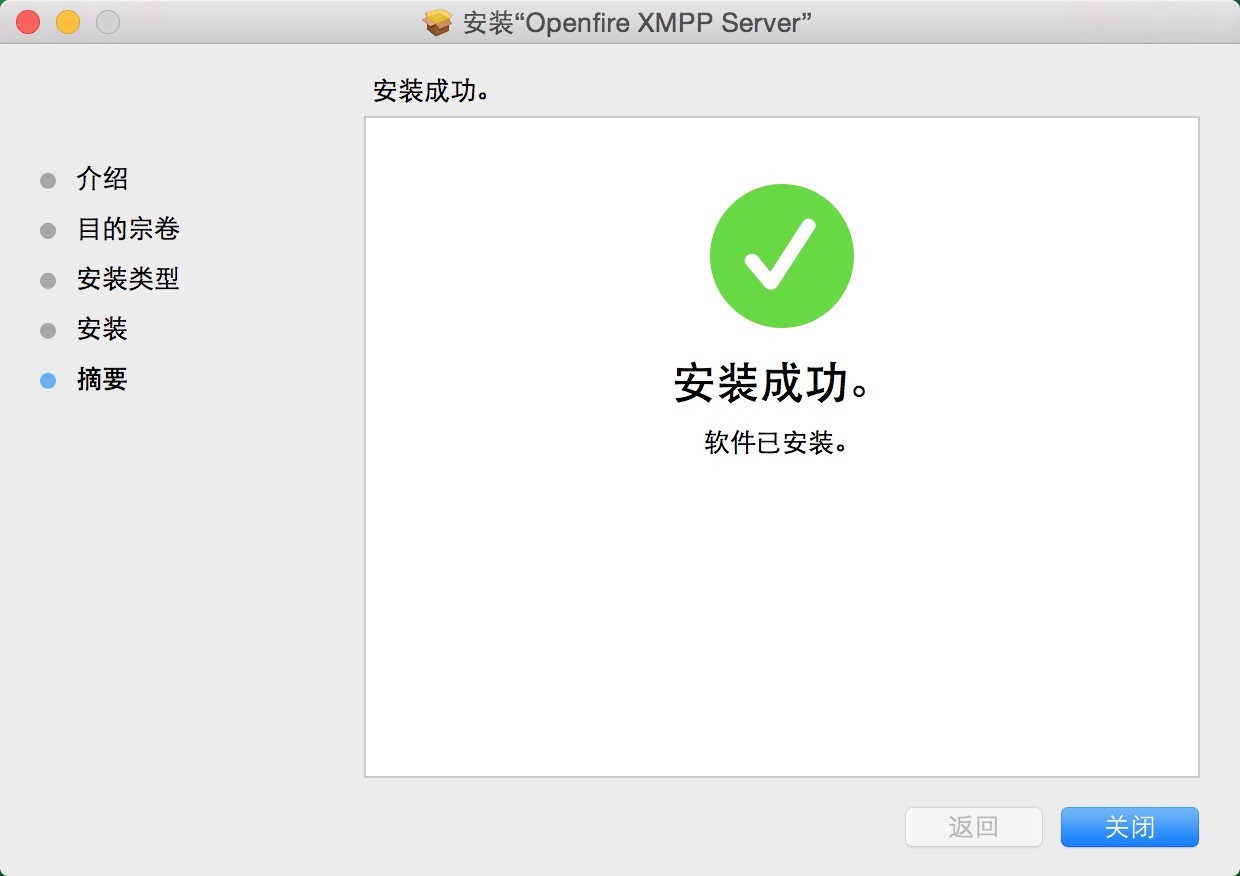 安装“Openfire XMPP Server”
安装成功。
介绍
目的宗卷
安装类型
安装
摘要
安装成功。
软件已安装。
返回
关闭